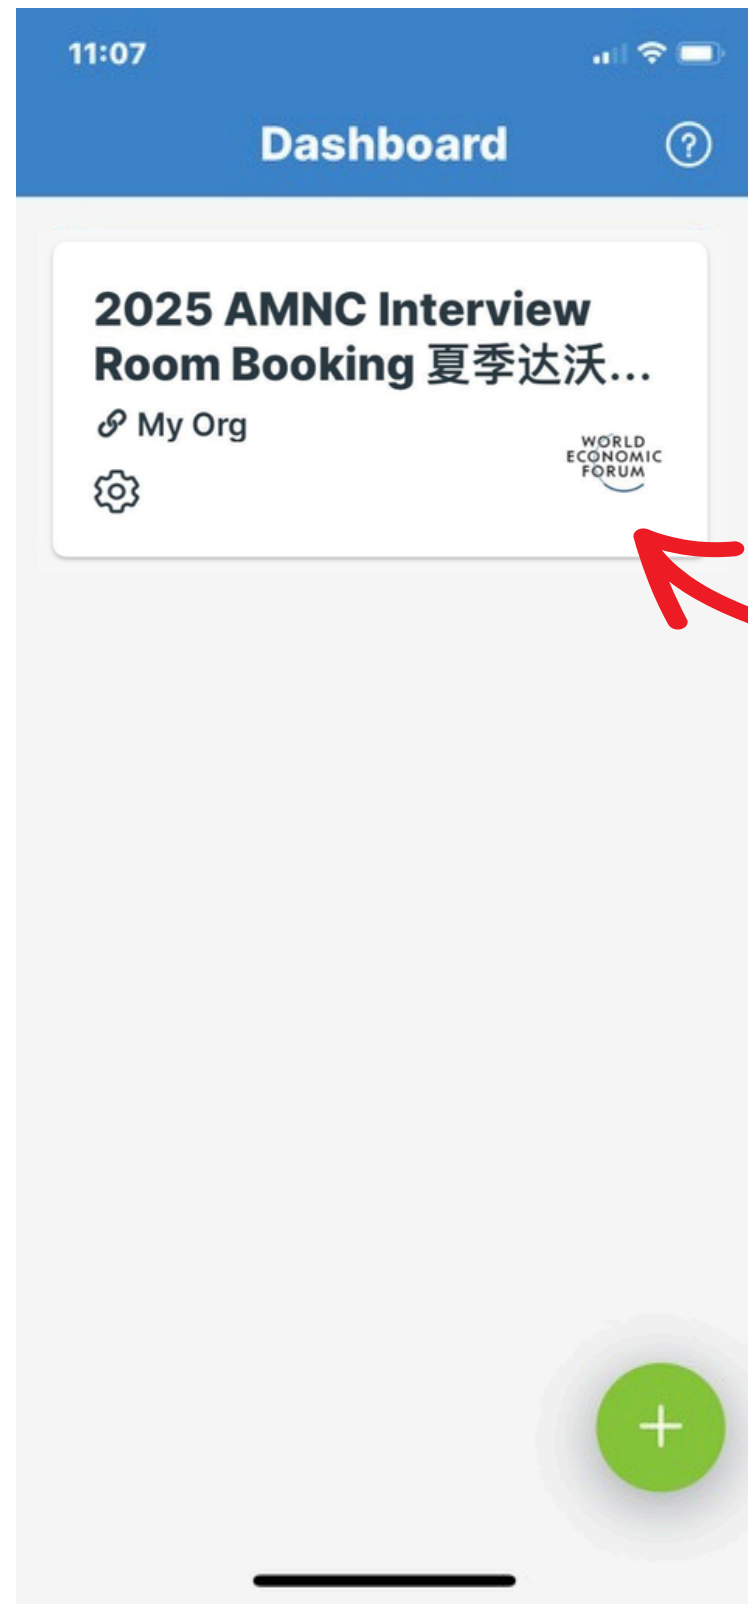 11:07
Dashboard
?
2025 AMNC Interview
Room Booking 夏季达沃...
My Org
WORLD
ECONOMIC
FORUM
+